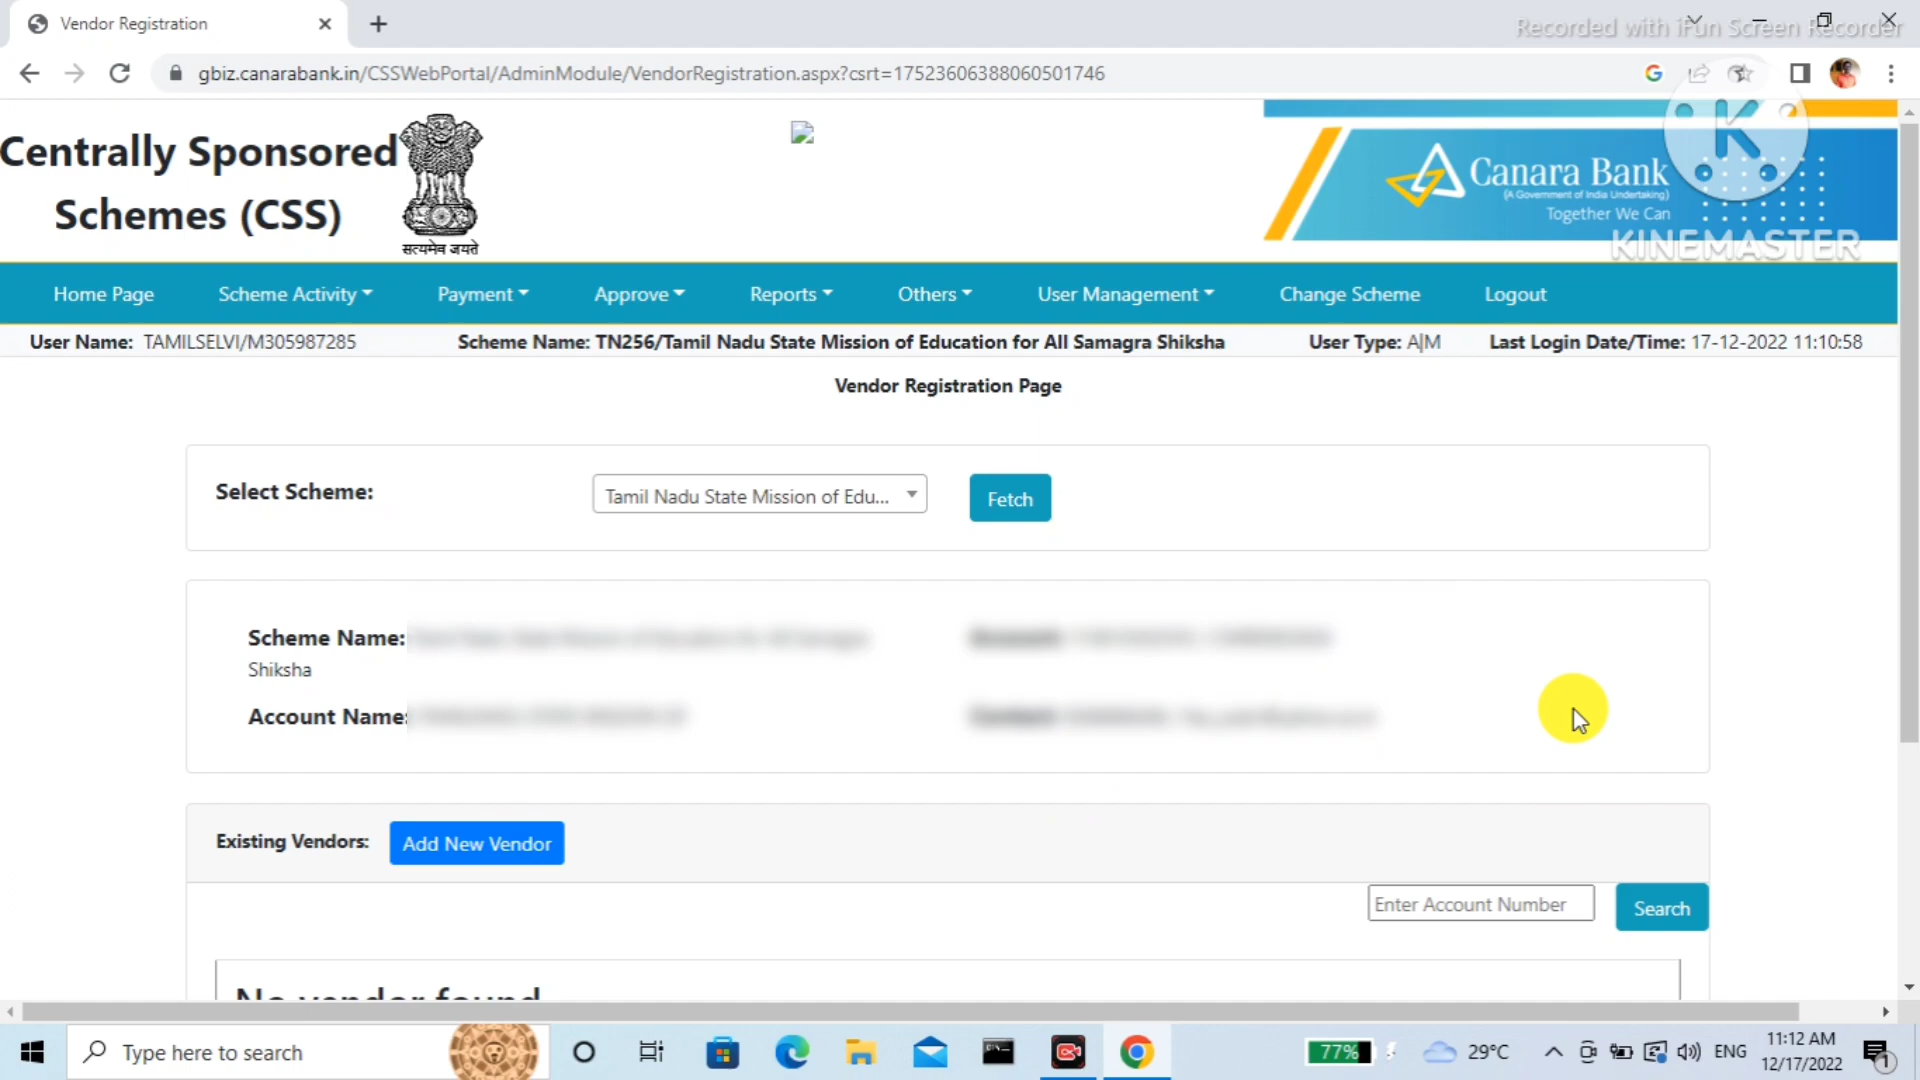 Vendor Registration
Recorded with iFun Screen Recorder
gbiz.canarabank.in/CSSWebPortal/AdminModule/VendorRegistration.aspx?csrt=17523606388060501746
Centrally Sponsored
Schemes (CSS)
सत्यमेव जयते
Canara Bank
(A Government of India Undertaking)
Together We Can
K
KINEMASTER
Home Page Scheme Activity Payment Approve Reports Others User Management Change Scheme Logout
User Name: TAMILSELVI/M305987285 Scheme Name: TN256/Tamil Nadu State Mission of Education for All Samagra Shiksha User Type: A|M Last Login Date/Time: 17-12-2022 11:10:58
Vendor Registration Page
Select Scheme: Tamil Nadu State Mission of Edu... Fetch
Scheme Name:
Shiksha
Account Name:
Existing Vendors: Add New Vendor
Enter Account Number Search
No vendor found
Type here to search
77% 29°C ENG 11:12 AM
12/17/2022
1